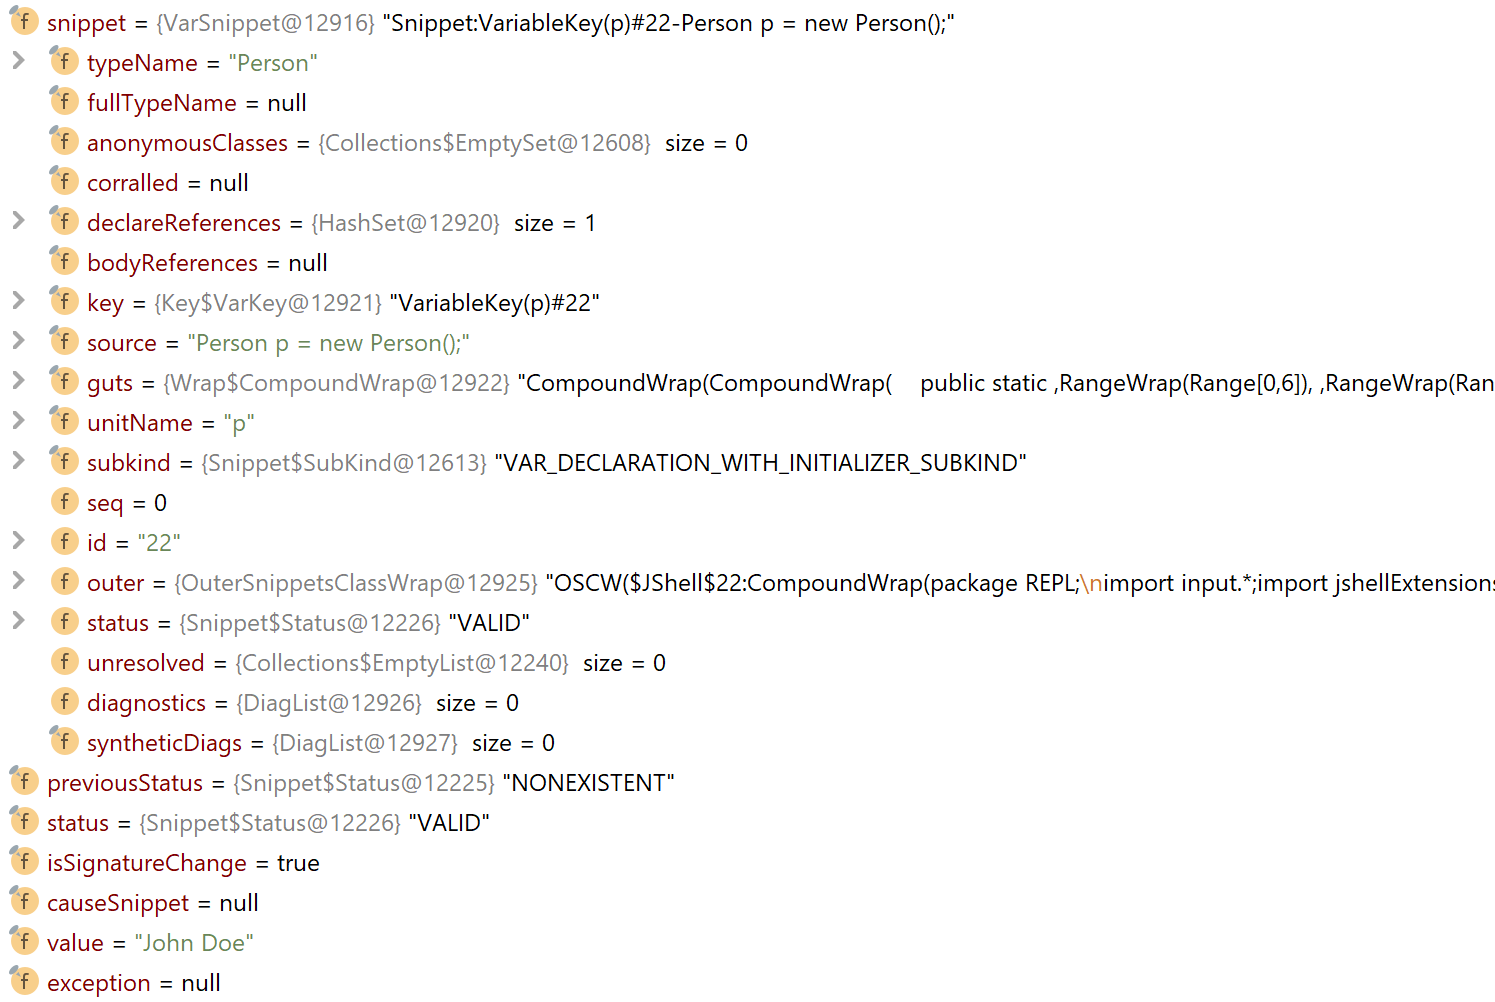 f snippet = {VarSnippet@12916} "Snippet:VariableKey(p)#22-Person p = new Person();"
f typeName = "Person"
f fullTypeName = null
f anonymousClasses = {Collections$EmptySet@12608} size = 0
f corralled = null
f declareReferences = {HashSet@12920} size = 1
f bodyReferences = null
f key = {Key$VarKey@12921} "VariableKey(p)#22"
f source = "Person p = new Person();"
f guts = {Wrap$CompoundWrap@12922} "CompoundWrap(CompoundWrap(    public static ,RangeWrap(Range[0,6]), ,RangeWrap(Ran
f unitName = "p"
f subkind = {Snippet$SubKind@12613} "VAR_DECLARATION_WITH_INITIALIZER_SUBKIND"
f seq = 0
f id = "22"
f outer = {OuterSnippetsClassWrap@12925} "OSCW($JShell$22:CompoundWrap(package REPL;\nimport input.*;import jshellExtensions
f status = {Snippet$Status@12226} "VALID"
f unresolved = {Collections$EmptyList@12240} size = 0
f diagnostics = {DiagList@12926} size = 0
f syntheticDiags = {DiagList@12927} size = 0
f previousStatus = {Snippet$Status@12225} "NONEXISTENT"
f status = {Snippet$Status@12226} "VALID"
f isSignatureChange = true
f causeSnippet = null
f value = "John Doe"
f exception = null